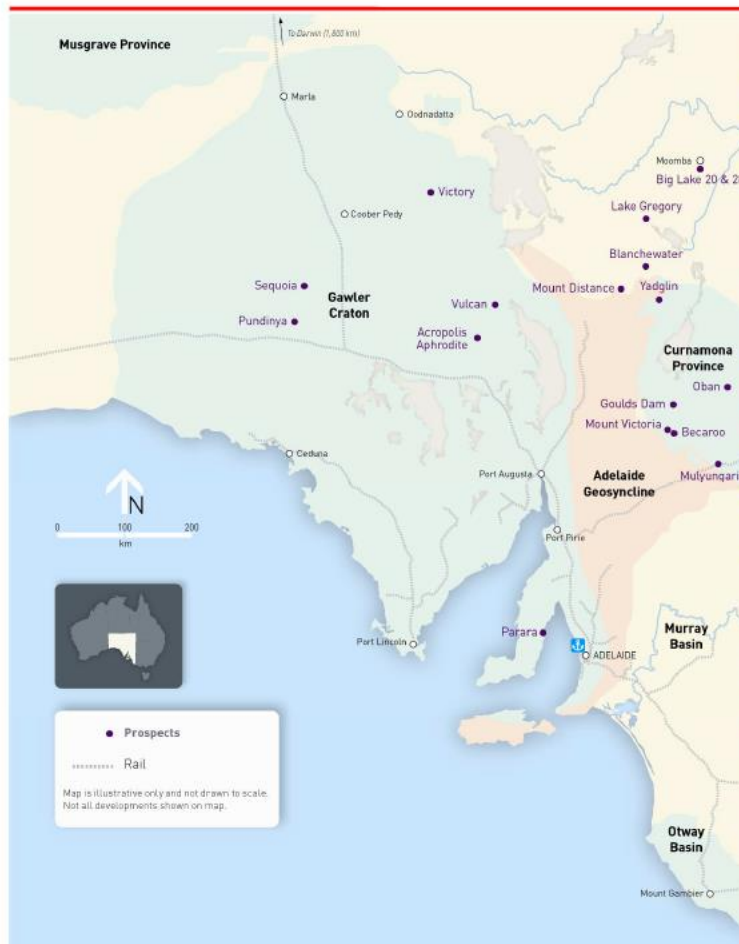 To Darwin (1,800 km)
Musgrave Province
Marla
Oodnadatta
Moomba
Big Lake 20 & 2
Victory
Lake Gregory
Coober Pedy
Blanchewater
Sequoia
Mount Distance
Yadglin
Gawler
Craton
Vulcan
Pundinya
Acropolis
Aphrodite
Curnamona
Province
Oban
Goulds Dam
Mount Victoria
Becaroo
Ceduna
Port Augusta
Adelaide
Geosyncline
Mulyungari
N
0 100 200
km
Port Pirie
Port Lincoln
Parara
ADELAIDE
Murray
Basin
Prospects
Rail
Map is illustrative only and not drawn to scale.
Not all developments shown on map.
Otway
Basin
Mount Gambier